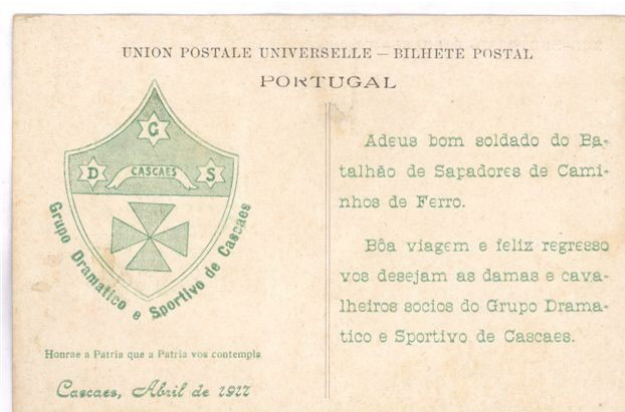 UNION POSTALE UNIVERSELLE — BILHETE POSTAL
PORTUGAL
G
D CASCAES S
Grupo Dramatico e Sportivo de Cascaes
Honrae a Patria que a Patria vos contempla
Cascaes, Abril de 1917
Adeus bom soldado do Ba-
talhão de Sapadores de Cami-
nhos de Ferro.
Bôa viagem e feliz regresso
vos desejam as damas e cava-
lheiros socios do Grupo Drama-
tico e Sportivo de Cascaes.